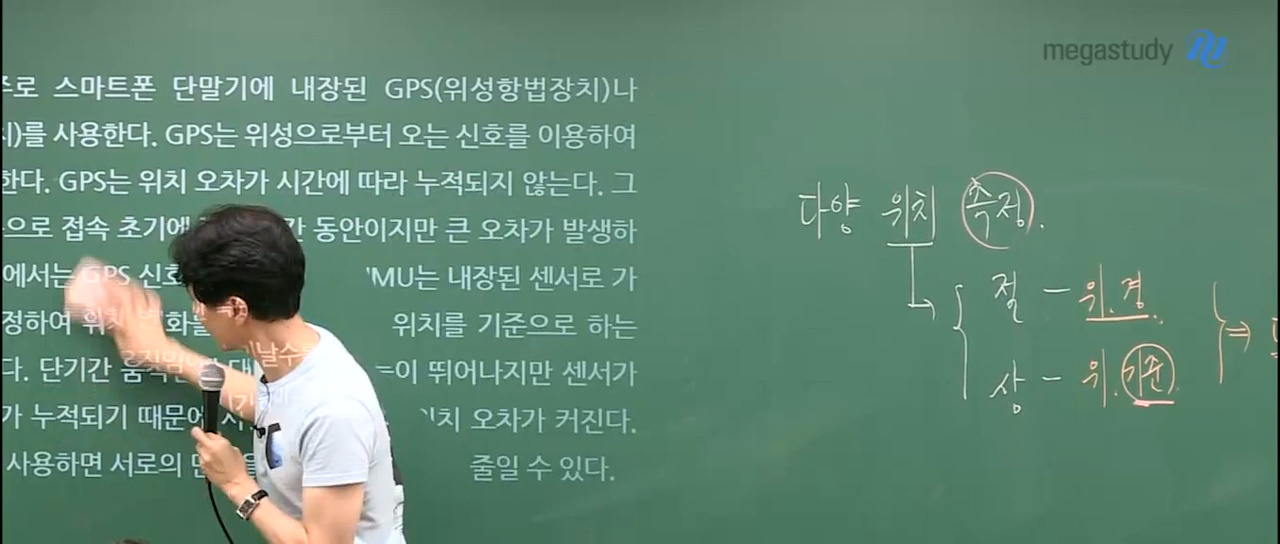 megastudy
주로 스마트폰 단말기에 내장된 GPS(위성항법장치)나
)를 사용한다. GPS는 위성으로부터 오는 신호를 이용하여
한다. GPS는 위치 오차가 시간에 따라 누적되지 않는다. 그
으로 접속 초기에 동안이지만 큰 오차가 발생하
에서는 GPS 신호 IMU는 내장된 센서로 가
정하여 위치 변화를 위치를 기준으로 하는
다. 단기간 움직임 이 뛰어나지만 센서가
가 누적되기 때문에 위치 오차가 커진다.
사용하면 서로의 줄일 수 있다.
다양 위치 측정.
절 - 위.경.
상 - 위.기준